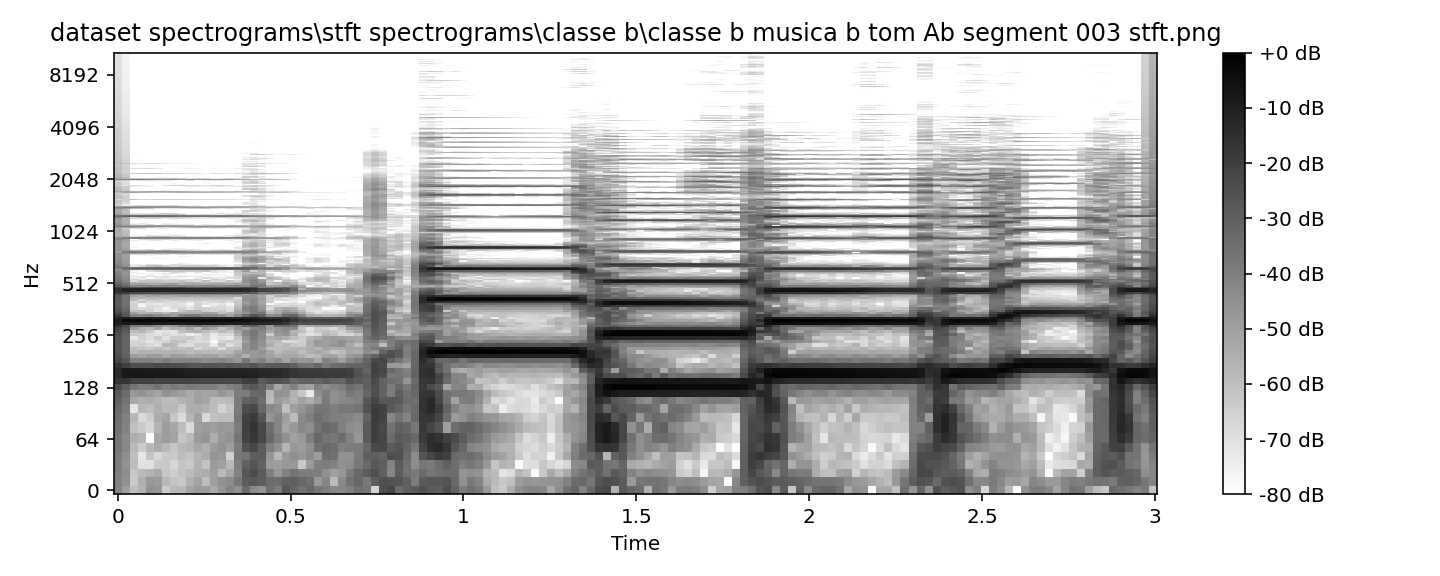 dataset spectrograms\stft spectrograms\classe b\classe b musica b tom Ab segment 003 stft.png
8192
4096
2048
1024
512
256
128
64
0
Hz
0
0.5
1
1.5
2
2.5
3
Time
+0 dB
-10 dB
-20 dB
-30 dB
-40 dB
-50 dB
-60 dB
-70 dB
-80 dB